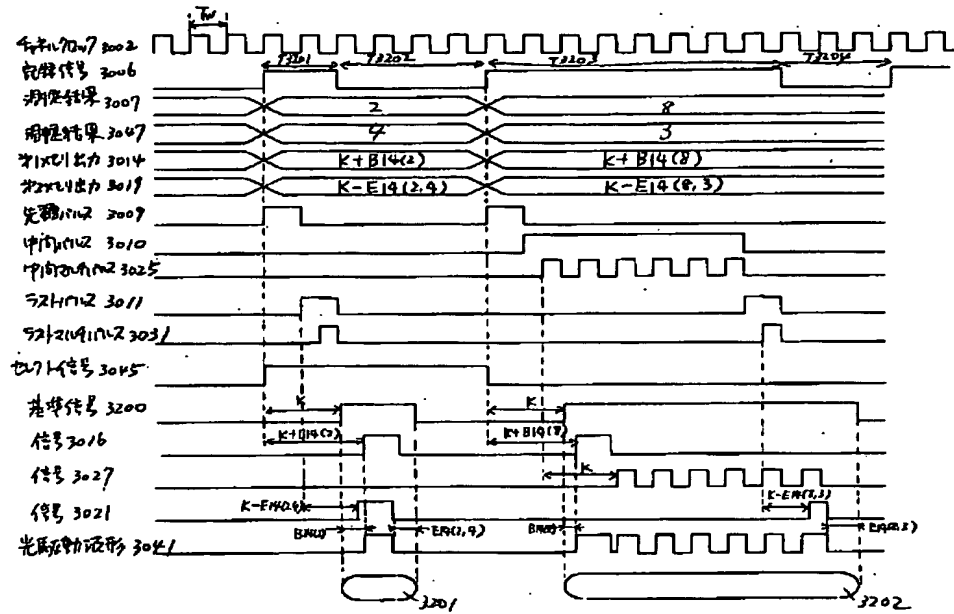 Tw
チャネルクロック 3002
T3201 T3202 T3203 T3204
記録信号 3006
測定結果 3007 2 8
測定結果 3047 4 3
オ1メモリ出力 3014 K+B14(2) K+B14(8)
オ2メモリ出力 3019 K-E14(2,4) K-E14(8,3)
先頭パルス 3009
中間パルス 3010
中間マルチパルス 3025
ラストパルス 3011
ラストマルチパルス 3031
セレクト信号 3045
K K
基準信号 3200
K+B14(2) K+B14(8)
信号 3016
K
信号 3027
K-E14(2,4) K-E14(8,3)
信号 3021
E14(2,4) E14(8,3)
光駆動波形 3041
3201 3202